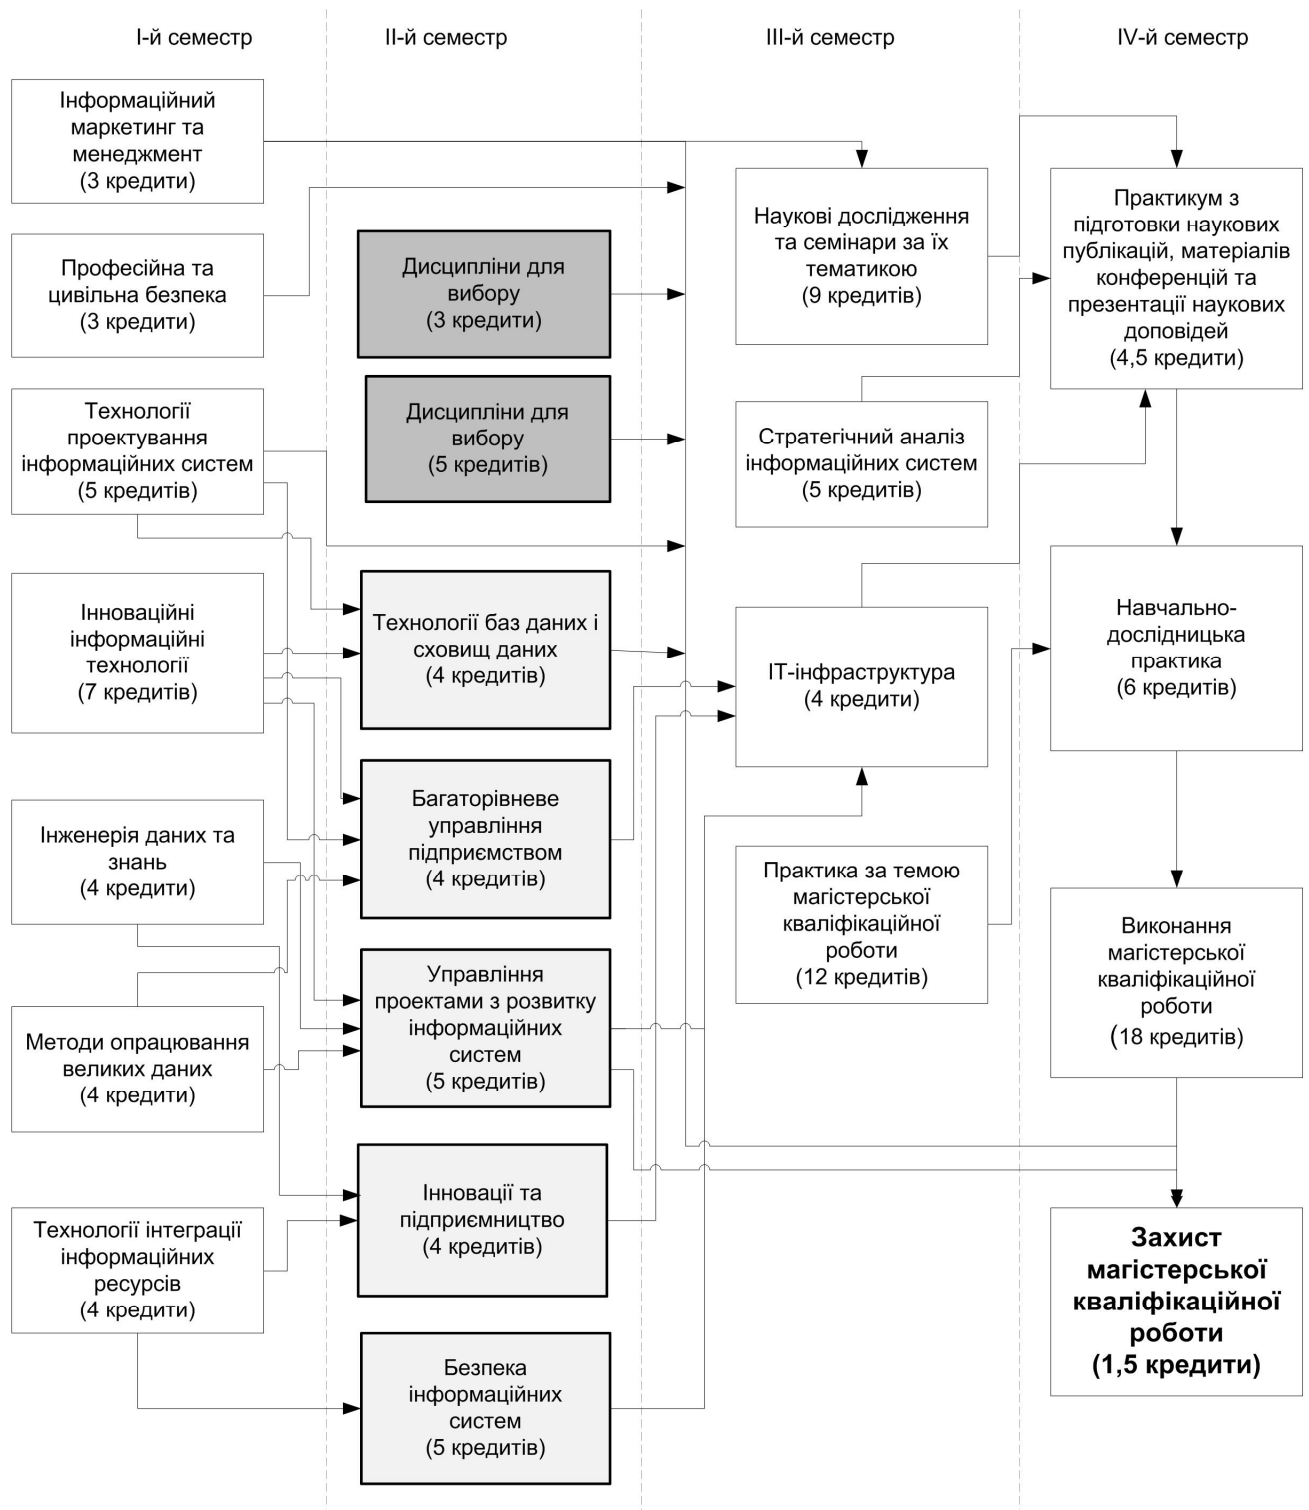 І-й семестр
ІІ-й семестр
ІІІ-й семестр
IV-й семестр
Інформаційний
маркетинг та
менеджмент
(3 кредити)
Професійна та
цивільна безпека
(3 кредити)
Технології
проектування
інформаційних систем
(5 кредитів)
Інноваційні
інформаційні
технології
(7 кредитів)
Інженерія даних та
знань
(4 кредити)
Методи опрацювання
великих даних
(4 кредити)
Технології інтеграції
інформаційних
ресурсів
(4 кредити)
Дисципліни для
вибору
(3 кредити)
Дисципліни для
вибору
(5 кредитів)
Технології баз даних і
сховищ даних
(4 кредити)
Багаторівневе
управління
підприємством
(4 кредити)
Управління
проектами з розвитку
інформаційних
систем
(5 кредитів)
Інновації та
підприємництво
(4 кредити)
Безпека
інформаційних
систем
(5 кредитів)
Наукові дослідження
та семінари за їх
тематикою
(9 кредитів)
Стратегічний аналіз
інформаційних систем
(5 кредитів)
ІТ-інфраструктура
(4 кредити)
Практика за темою
магістерської
кваліфікаційної
роботи
(12 кредитів)
Практикум з
підготовки наукових
публікацій, матеріалів
конференцій та
презентації наукових
доповідей
(4,5 кредити)
Навчально-
дослідницька
практика
(6 кредитів)
Виконання
магістерської
кваліфікаційної
роботи
(18 кредитів)
Захист
магістерської
кваліфікаційної
роботи
(1,5 кредити)